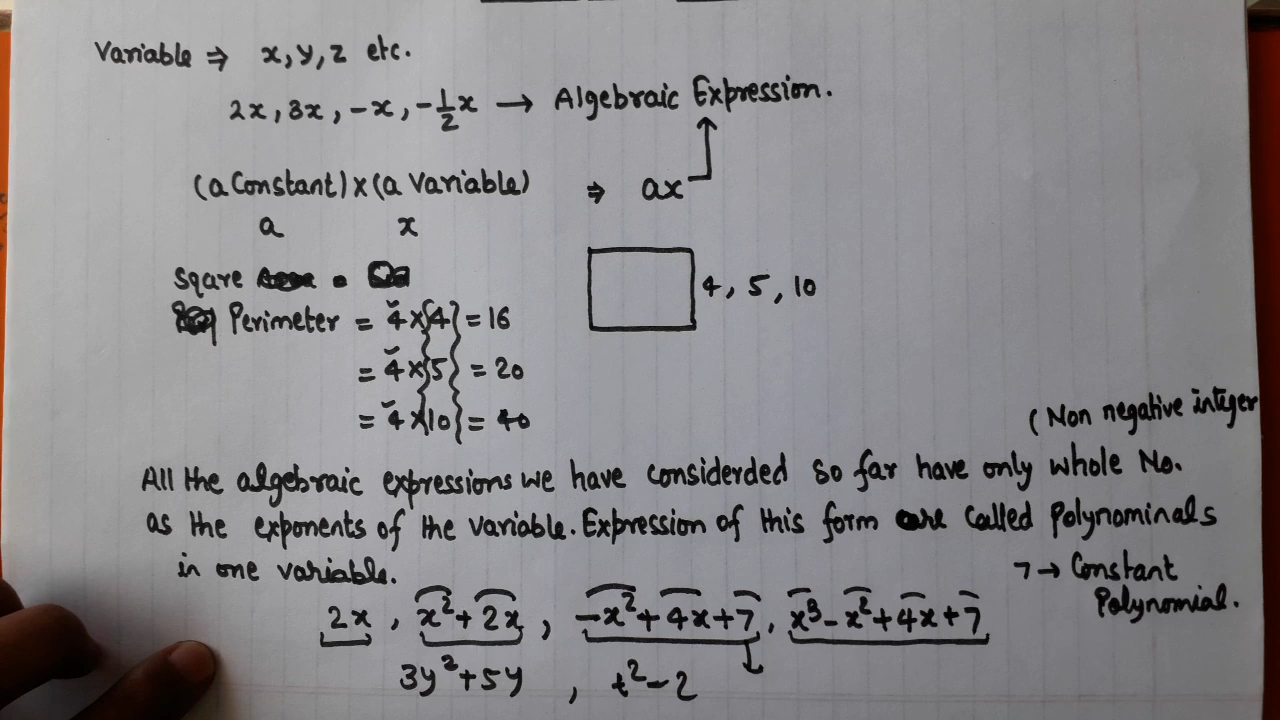 Variable ⇒ x, y, z etc.
2x, 3x, -x, -1/2x → Algebraic Expression.
(a Constant) x (a Variable) ⇒ ax
a x
Sqare
4, 5, 10
Perimeter = 4x{4} = 16
= 4x{5} = 20
= 4x{10} = 40
(Non negative integer
All the algebraic expressions we have considerded so far have only whole No.
as the exponents of the variable. Expression of this form are Called Polynominals
in one variable.
7 → Constant
Polynomial.
2x, x²+2x, -x²+4x+7, x³-x²+4x+7
3y²+5y, t²-2